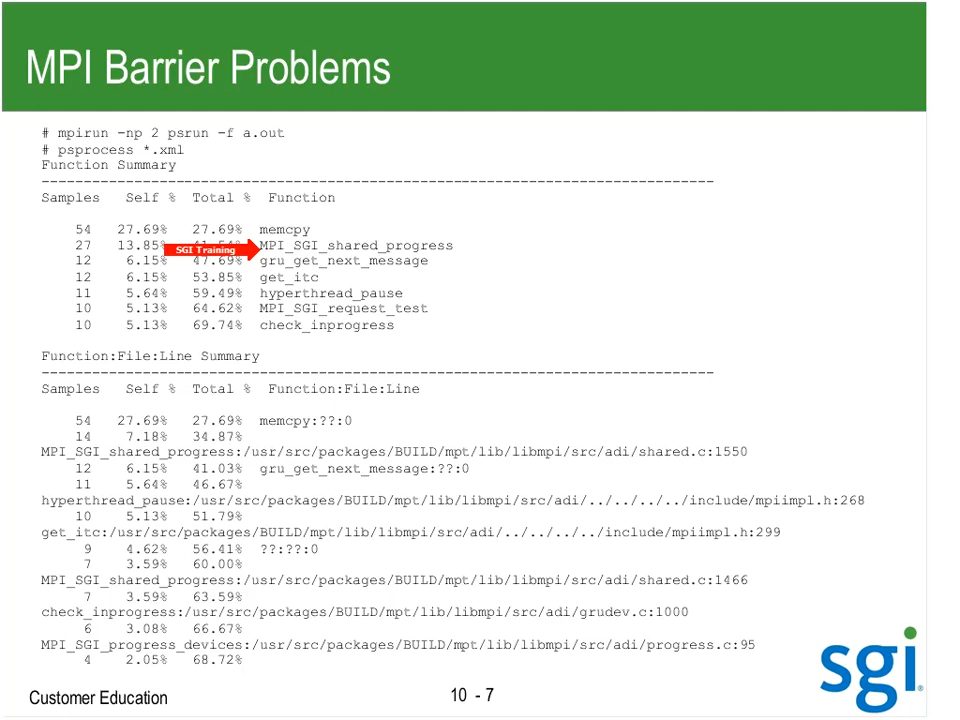 MPI Barrier Problems
# mpirun -np 2 psrun -f a.out
# psprocess *.xml
Function Summary
--------------------------------------------------------------------------------
Samples Self % Total % Function
54 27.69% 27.69% memcpy
27 13.85% 41.54% MPI_SGI_shared_progress
SGI Training
12 6.15% 47.69% gru_get_next_message
12 6.15% 53.85% get_itc
11 5.64% 59.49% hyperthread_pause
10 5.13% 64.62% MPI_SGI_request_test
10 5.13% 69.74% check_inprogress
Function:File:Line Summary
--------------------------------------------------------------------------------
Samples Self % Total % Function:File:Line
54 27.69% 27.69% memcpy:??:0
14 7.18% 34.87%
MPI_SGI_shared_progress:/usr/src/packages/BUILD/mpt/lib/libmpi/src/adi/shared.c:1550
12 6.15% 41.03% gru_get_next_message:??:0
11 5.64% 46.67%
hyperthread_pause:/usr/src/packages/BUILD/mpt/lib/libmpi/src/adi/../../../../include/mpiimpl.h:268
10 5.13% 51.79%
get_itc:/usr/src/packages/BUILD/mpt/lib/libmpi/src/adi/../../../../include/mpiimpl.h:299
9 4.62% 56.41% ??:??:0
7 3.59% 60.00%
MPI_SGI_shared_progress:/usr/src/packages/BUILD/mpt/lib/libmpi/src/adi/shared.c:1466
7 3.59% 63.59%
check_inprogress:/usr/src/packages/BUILD/mpt/lib/libmpi/src/adi/grudev.c:1000
6 3.08% 66.67%
MPI_SGI_progress_devices:/usr/src/packages/BUILD/mpt/lib/libmpi/src/adi/progress.c:95
4 2.05% 68.72%
sgi®
Customer Education
10 - 7